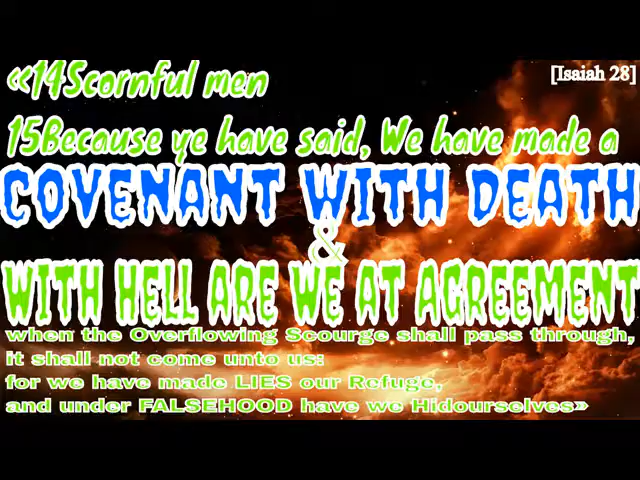 «14Scornful men
[Isaiah 28]
15Because ye have said, We have made a
COVENANT WITH DEATH
&
WITH HELL ARE WE AT AGREEMENT
when the Overflowing Scourge shall pass through,
it shall not come unto us:
for we have made LIES our Refuge,
and under FALSEHOOD have we Hidourselves»